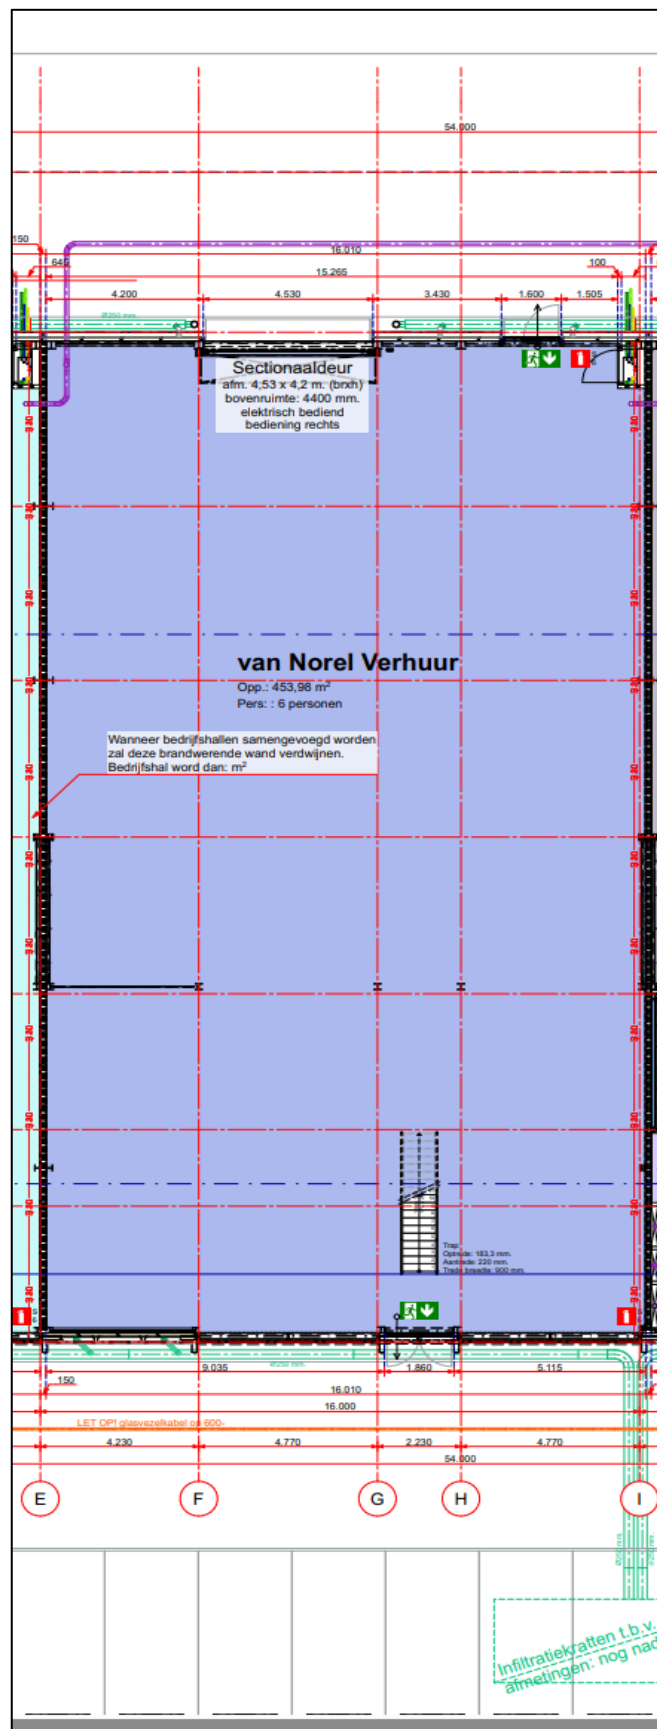 54.000
150
16.010
645
15.265
100
4.200
4.530
3.430
1.600
1.505
Ø250 mm.
Sectionaaldeur
afm. 4,53 x 4,2 m. (brxh)
bovenruimte: 4400 mm.
elektrisch bediend
bediening rechts
van Norel Verhuur
Opp.: 453,98 m²
Pers: : 6 personen
Wanneer bedrijfshallen samengevoegd worden
zal deze brandwerende wand verdwijnen.
Bedrijfshal word dan: m²
Trap:
Optrede: 183,3 mm.
Aantrede: 220 mm.
Trede breedte: 900 mm.
9.035
Ø250 mm.
1.860
5.115
150
16.010
16.000
LET OP! glasvezelkabel op 600-
4.230
4.770
2.230
4.770
54.000
E
F
G
H
I
Infiltratiekratten t.b.v.
afmetingen: nog nad